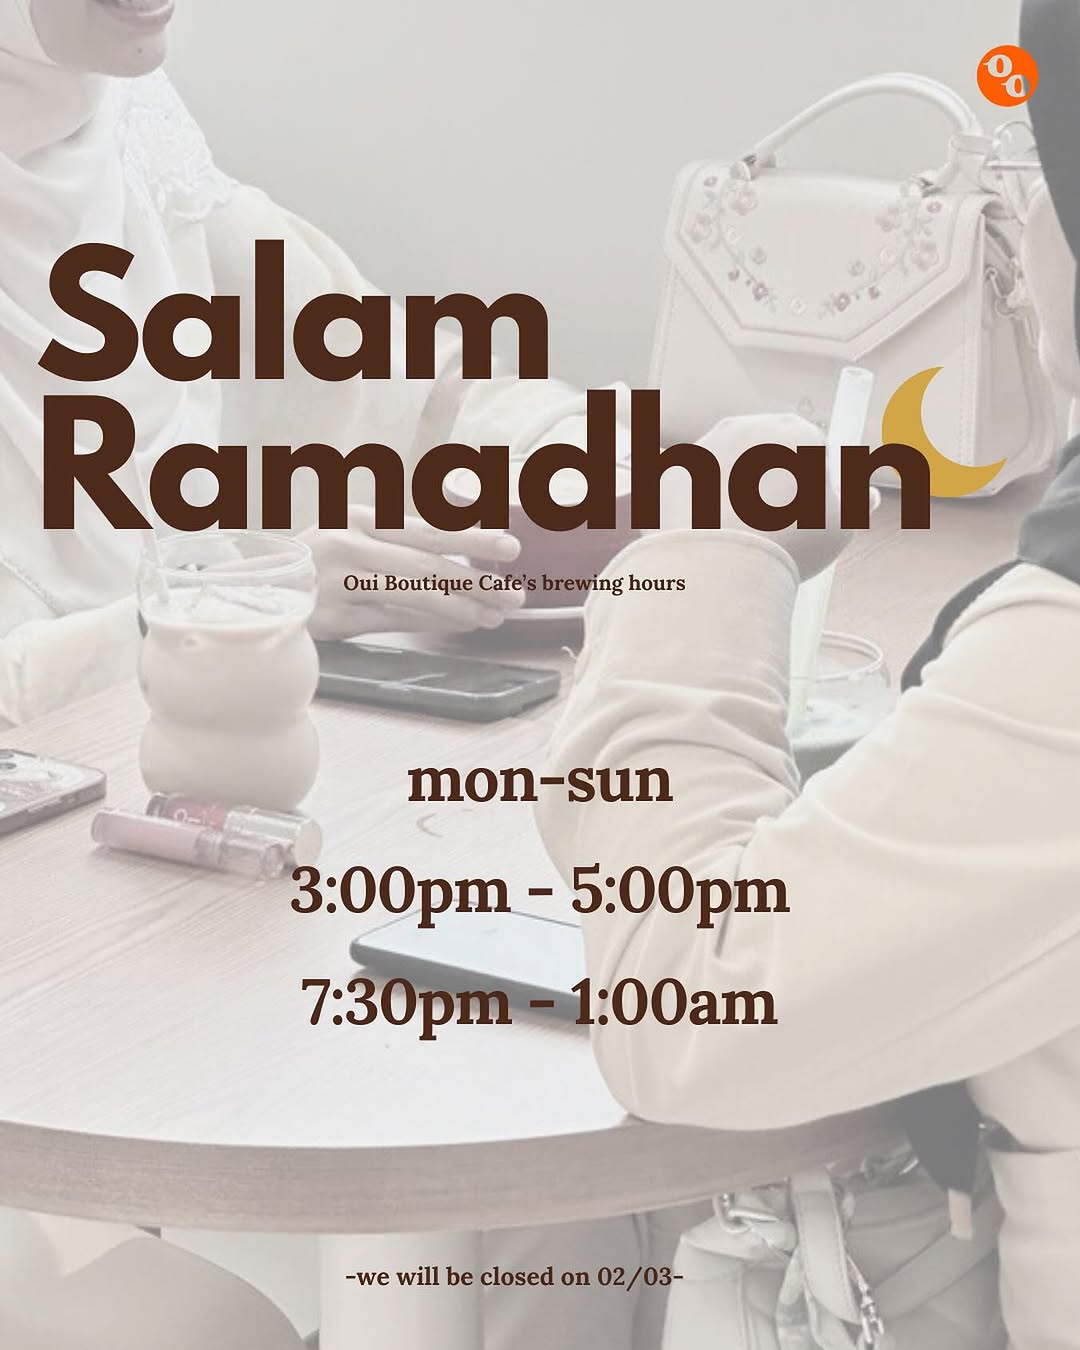 Salam
Ramadhan
Oui Boutique Cafe's brewing hours
mon-sun
3:00pm - 5:00pm
7:30pm - 1:00am
-we will be closed on 02/03-